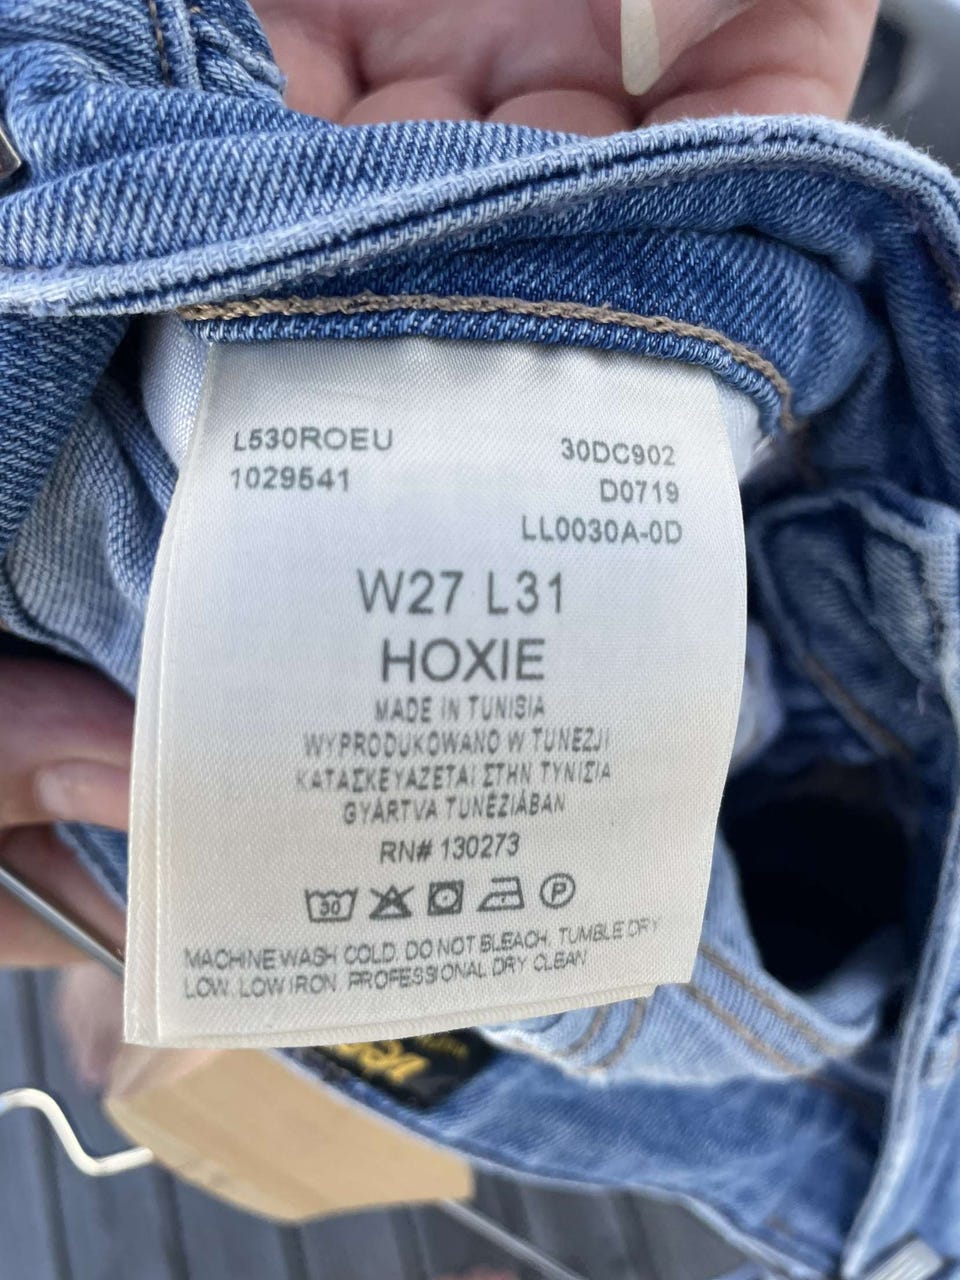 L530ROEU
1029541
30DC902
D0719
LL0030A-0D
W27 L31
HOXIE
MADE IN TUNISIA
WYPRODUKOWANO W TUNEZJI
ΚΑΤΑΣΚΕΥΑΖΕΤΑΙ ΣΤΗΝ ΤΥΝΙΣΙΑ
GYÁRTVA TUNÉZIÁBAN
RN# 130273
30 P
MACHINE WASH COLD. DO NOT BLEACH. TUMBLE DRY
LOW. LOW IRON. PROFESSIONAL DRY CLEAN